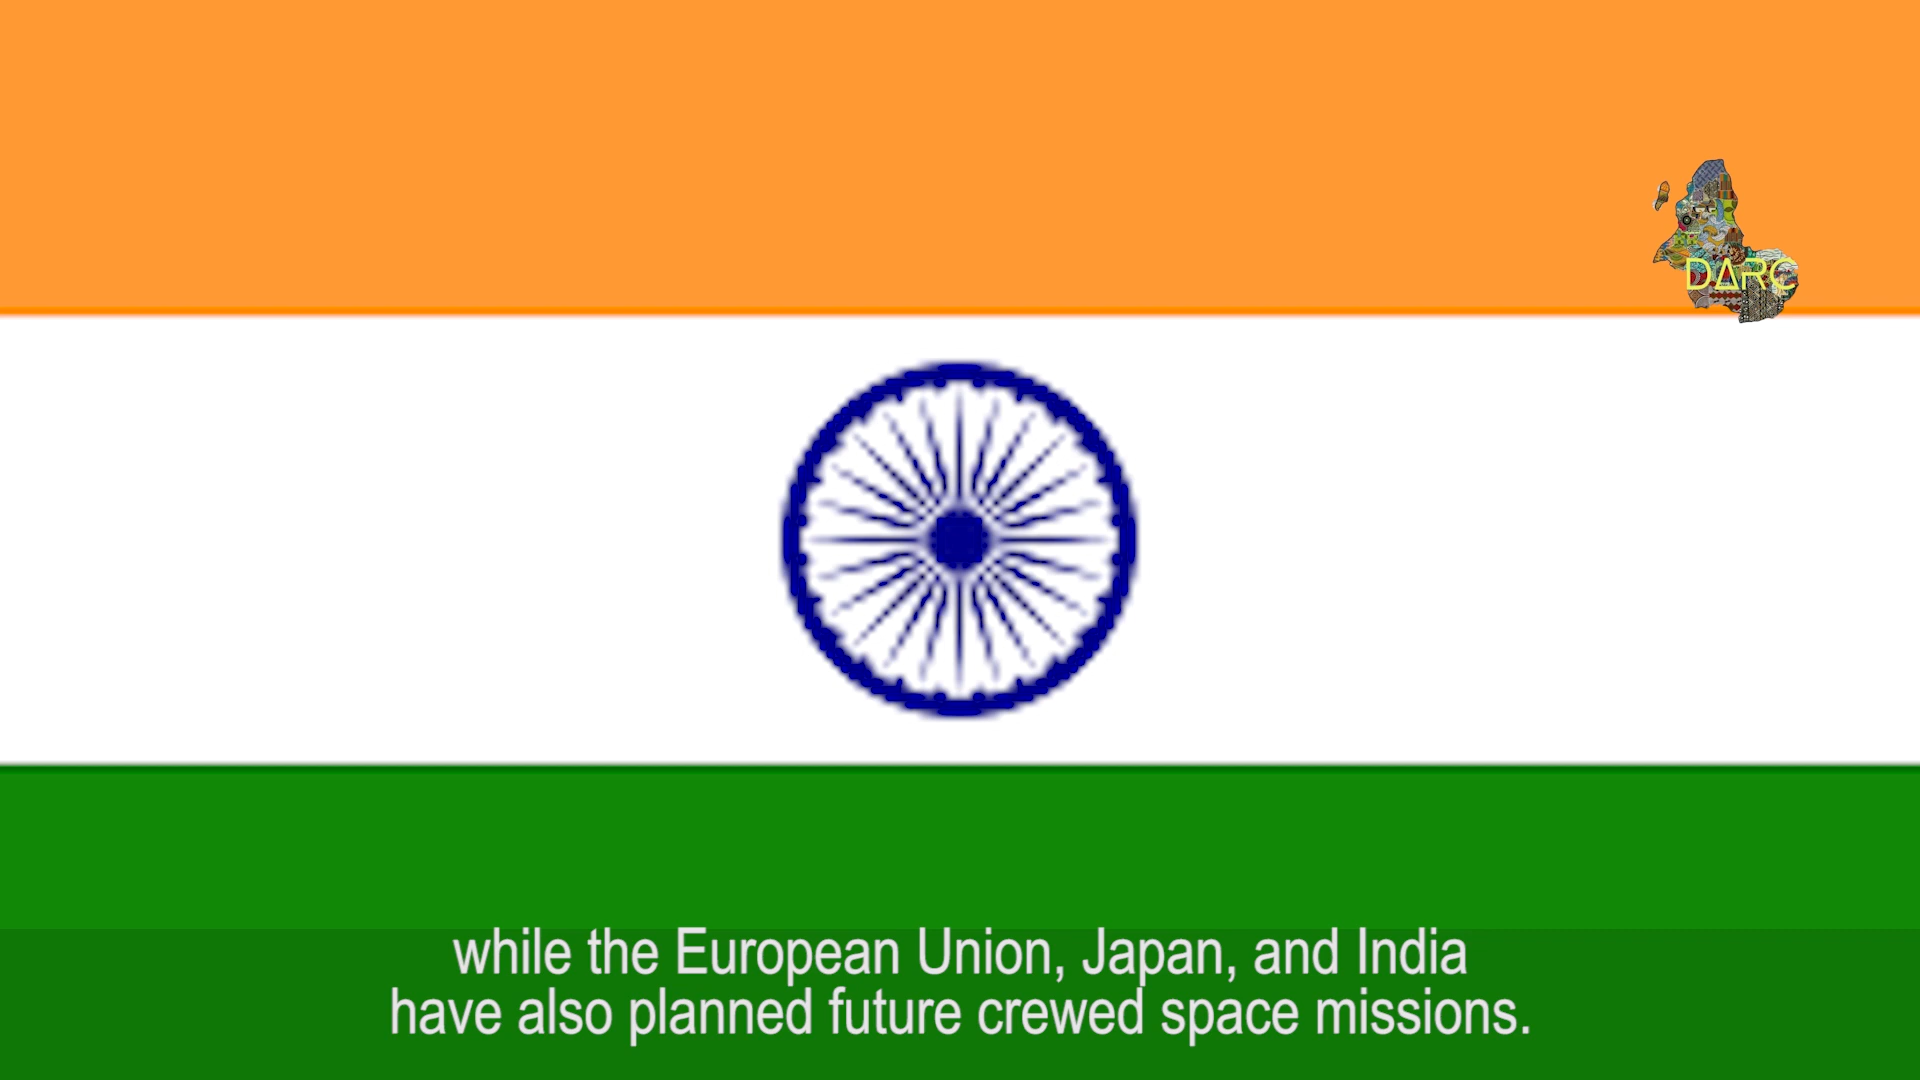 DARC
while the European Union, Japan, and India
have also planned future crewed space missions.